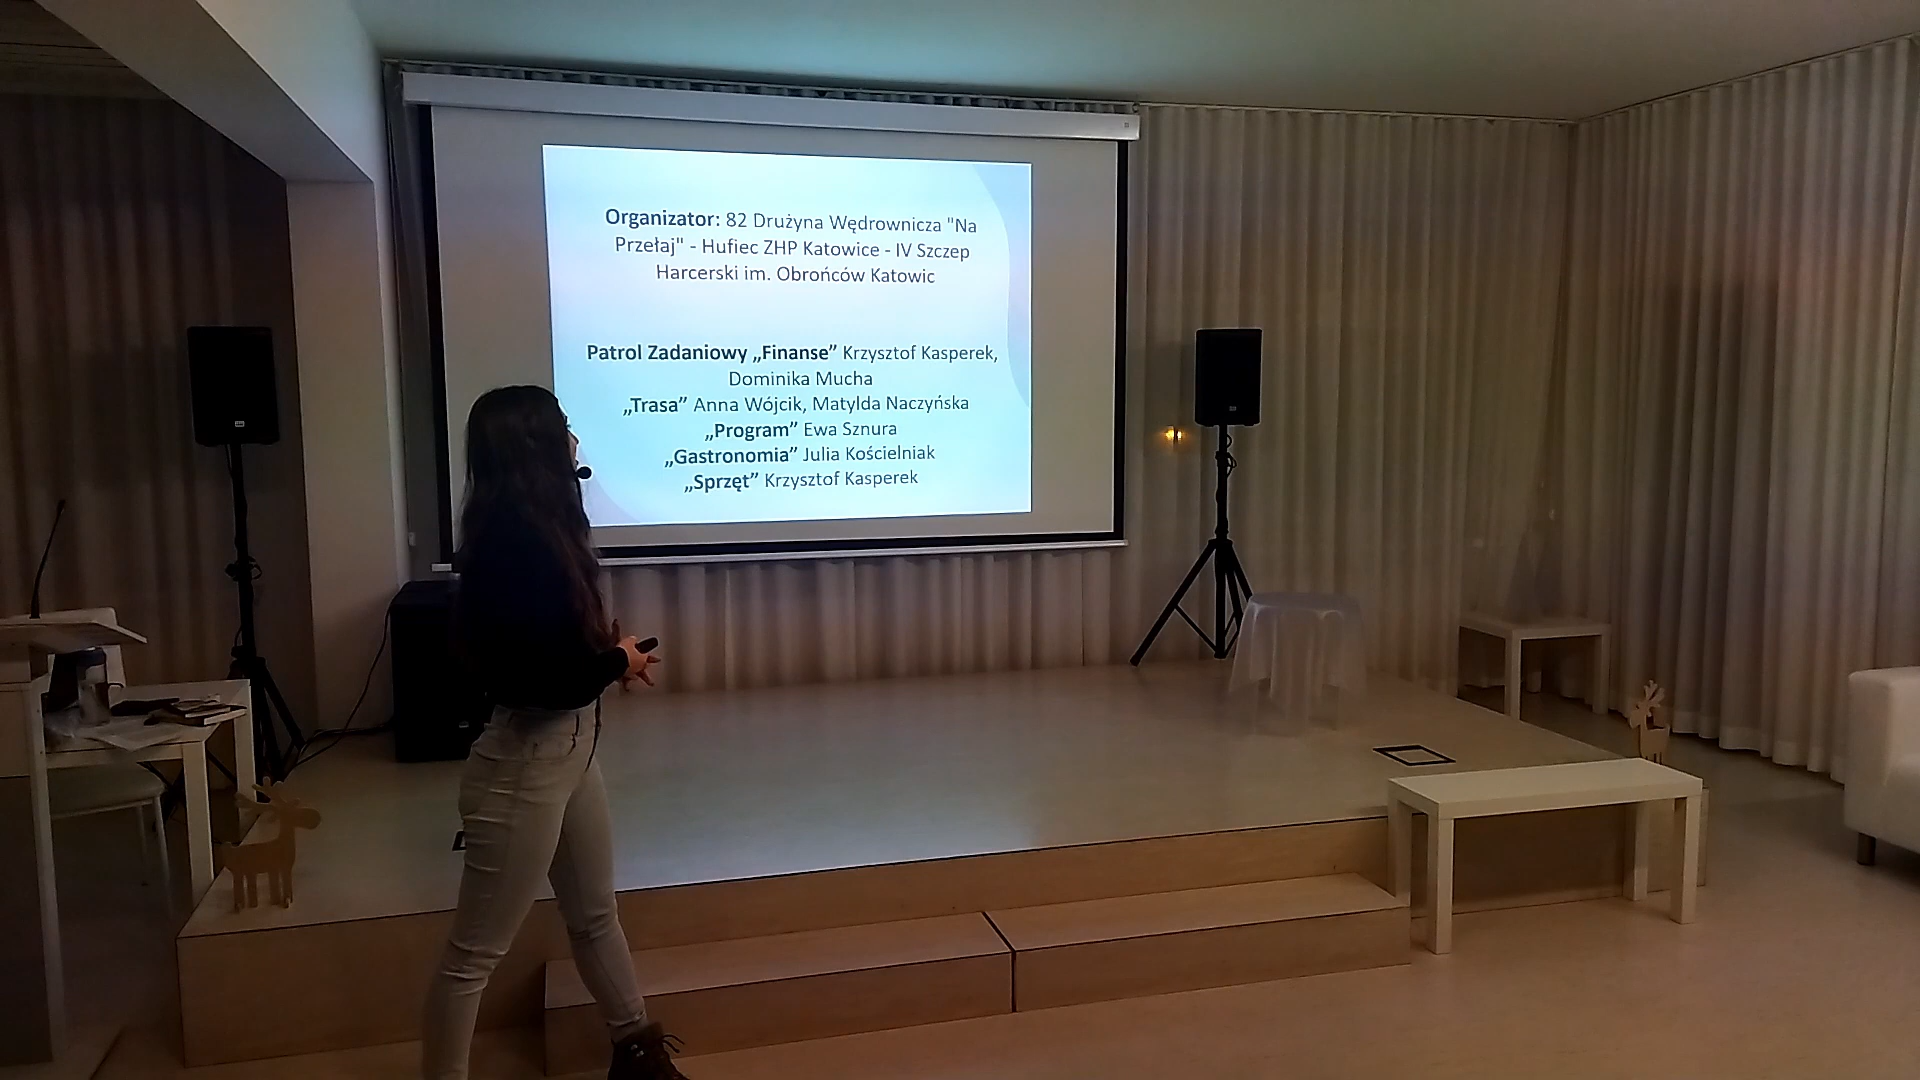 Organizator: 82 Drużyna Wędrownicza "Na
Przełaj" - Hufiec ZHP Katowice - IV Szczep
Harcerski im. Obrońców Katowic
Patrol Zadaniowy „Finanse” Krzysztof Kasperek,
Dominika Mucha
„Trasa” Anna Wójcik, Matylda Naczyńska
„Program” Ewa Sznura
„Gastronomia” Julia Kościelniak
„Sprzęt” Krzysztof Kasperek